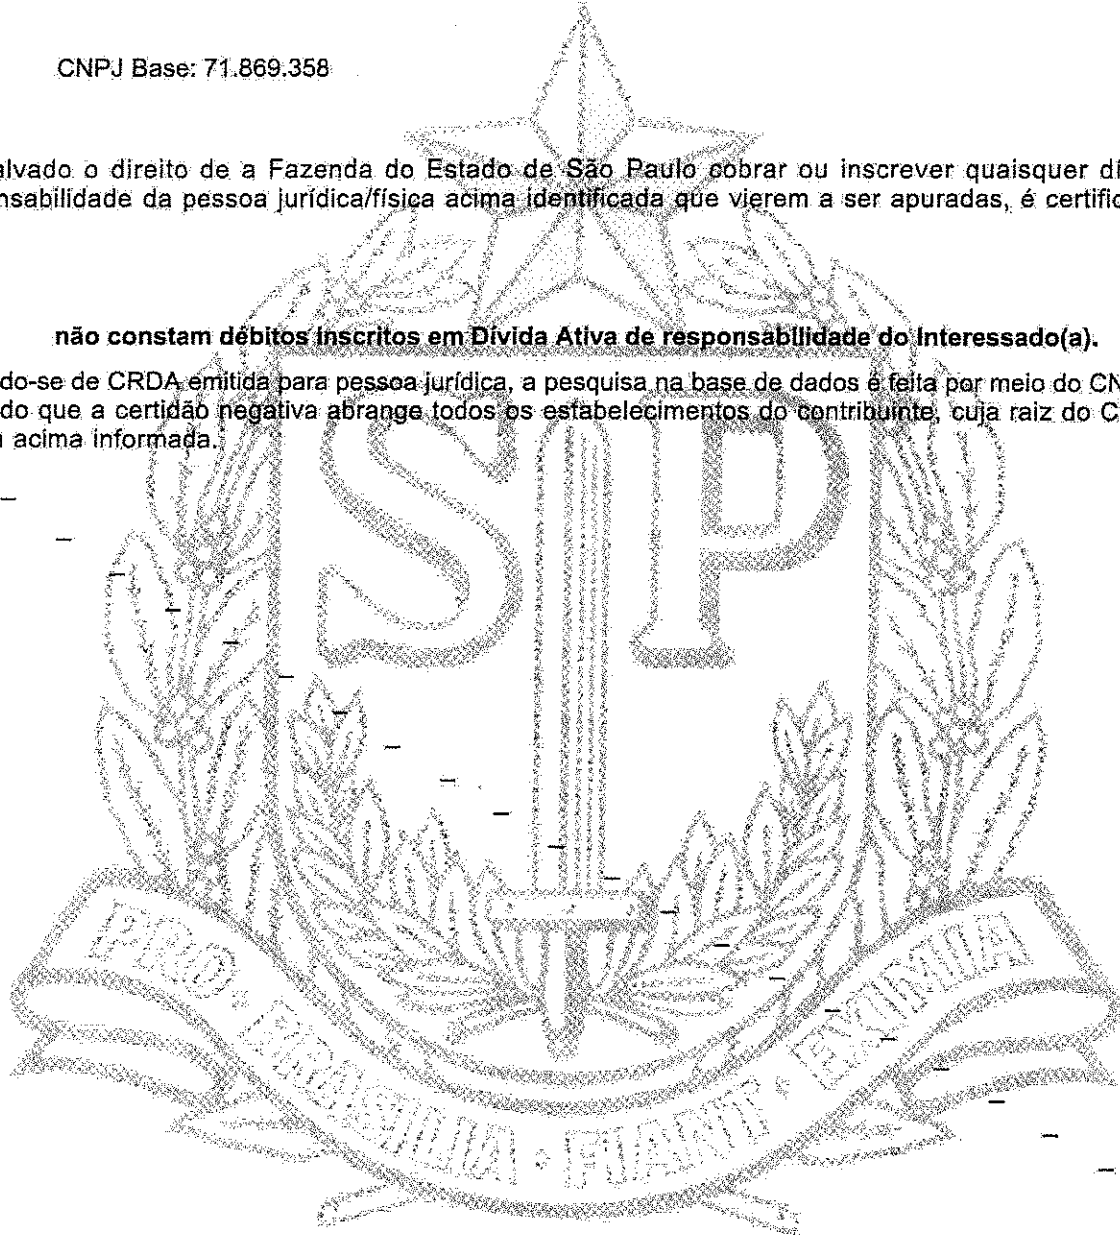 CNPJ Base: 71.869.358
alvado o direito de a Fazenda do Estado de São Paulo cobrar ou inscrever quaisquer dí
nsabilidade da pessoa jurídica/física acima identificada que vierem a ser apuradas, é certific
não constam débitos inscritos em Dívida Ativa de responsabilidade do Interessado(a).
do-se de CRDA emitida para pessoa jurídica, a pesquisa na base de dados é feita por meio do CN
do que a certidão negativa abrange todos os estabelecimentos do contribuinte, cuja raiz do C
acima informada.
S P
PRO · BRASILIA · FIANT · EXIMIA